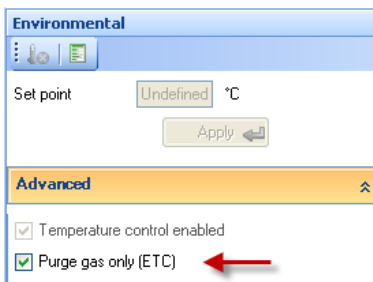 Environmental
Set point Undefined °C
Apply
Advanced
Temperature control enabled
Purge gas only (ETC)